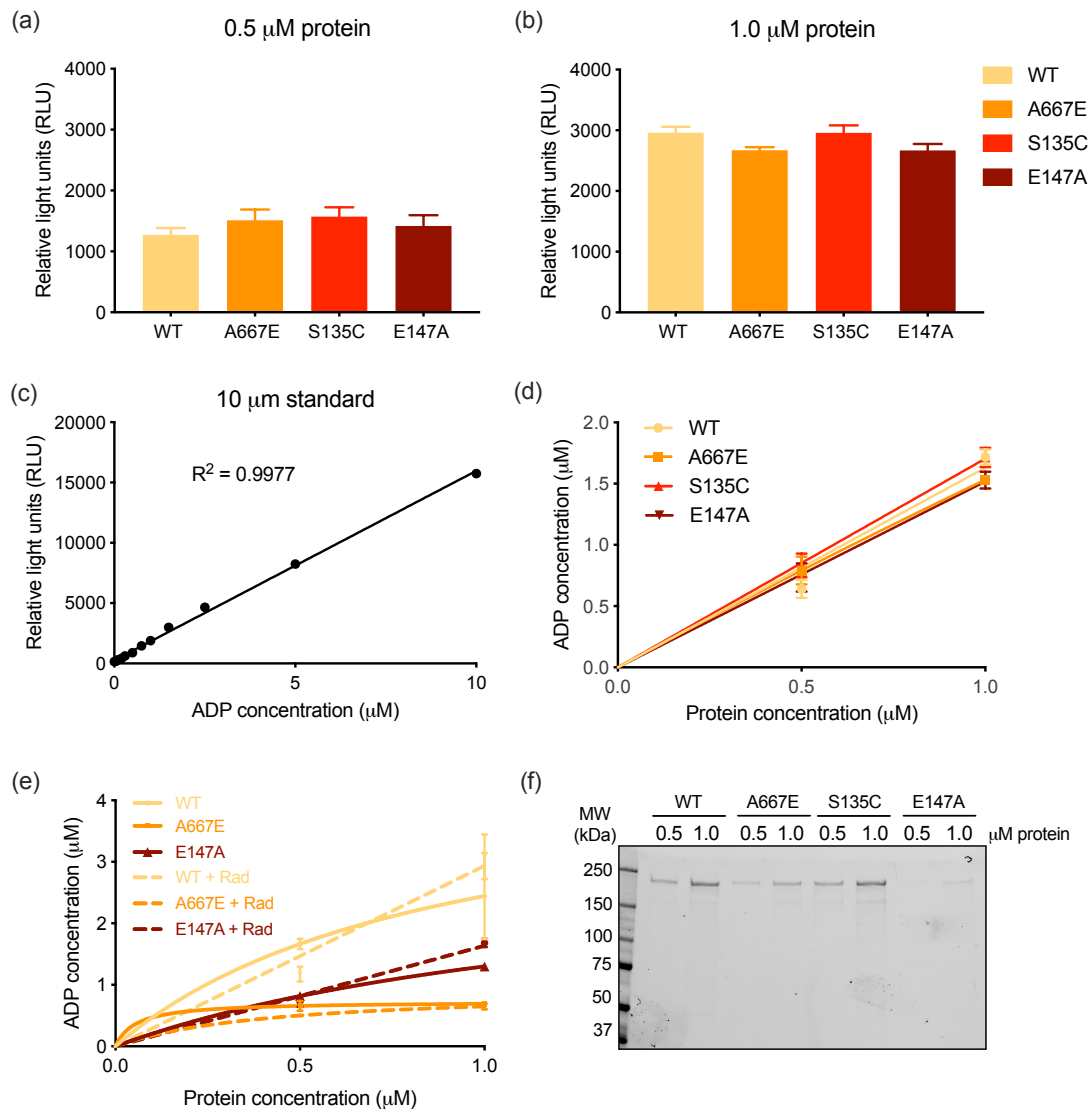 (a)
0.5 μM protein
Relative light units (RLU)
4000
3000
2000
1000
0
WT A667E S135C E147A
(b)
1.0 μM protein
Relative light units (RLU)
4000
3000
2000
1000
0
WT A667E S135C E147A
WT
A667E
S135C
E147A
(c)
10 μm standard
Relative light units (RLU)
20000
15000
10000
5000
0
R² = 0.9977
0 5 10
ADP concentration (μM)
(d)
ADP concentration (μM)
2.0
1.5
1.0
0.5
0.0
WT
A667E
S135C
E147A
0.0 0.5 1.0
Protein concentration (μM)
(e)
ADP concentration (μM)
4
3
2
1
0
WT
A667E
E147A
WT + Rad
A667E + Rad
E147A + Rad
0.0 0.5 1.0
Protein concentration (μM)
(f)
MW
(kDa)
WT A667E S135C E147A
0.5 1.0 0.5 1.0 0.5 1.0 0.5 1.0 μM protein
250
150
100
75
50
37